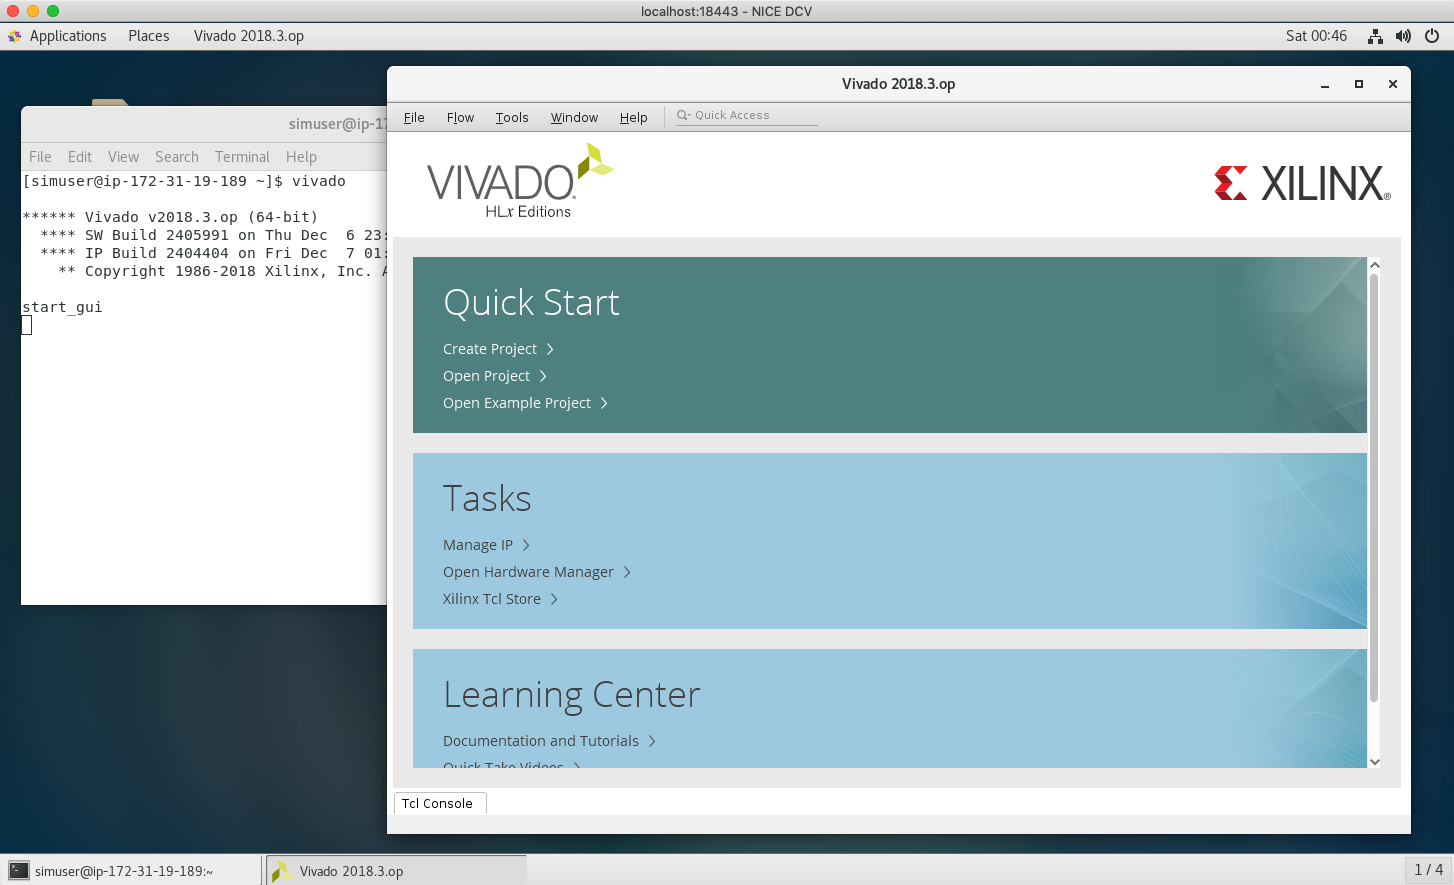 localhost:18443 - NICE DCV
Applications Places Vivado 2018.3.op Sat 00:46
simuser@ip-17
File Edit View Search Terminal Help
[simuser@ip-172-31-19-189 ~]$ vivado
****** Vivado v2018.3.op (64-bit)
**** SW Build 2405991 on Thu Dec 6 23:
**** IP Build 2404404 on Fri Dec 7 01:
** Copyright 1986-2018 Xilinx, Inc. A
start_gui
Vivado 2018.3.op
File Flow Tools Window Help Quick Access
VIVADO
HLx Editions
XILINX®
Quick Start
Create Project
Open Project
Open Example Project
Tasks
Manage IP
Open Hardware Manager
Xilinx Tcl Store
Learning Center
Documentation and Tutorials
Quick Take Videos
Tcl Console
simuser@ip-172-31-19-189:~ Vivado 2018.3.op 1 / 4